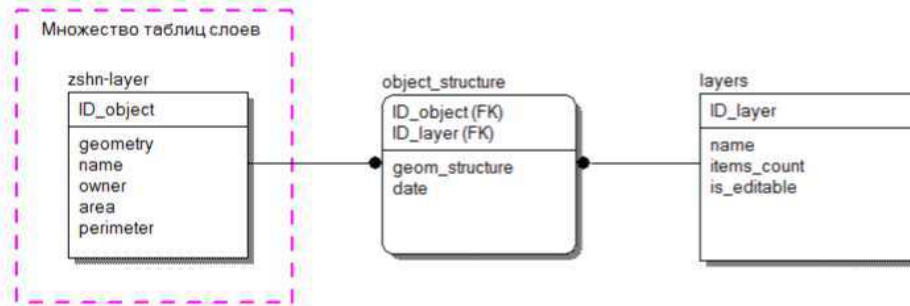 Множество таблиц слоев
zshn-layer
ID_object
geometry
name
owner
area
perimeter
object_structure
ID_object (FK)
ID_layer (FK)
geom_structure
date
layers
ID_layer
name
items_count
is_editable